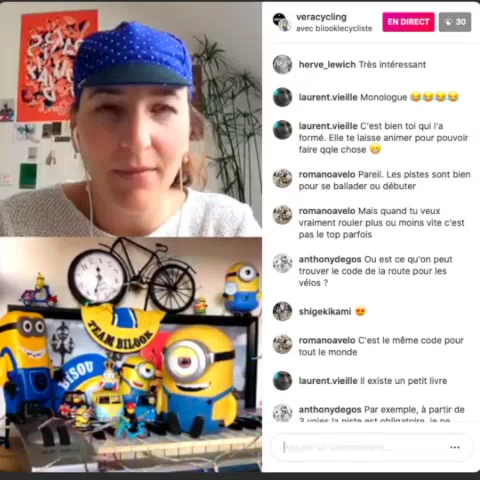 veracycling
avec bilooklecycliste
EN DIRECT
30
herve_lewich Très intéressant
laurent.vieille Monologue 😂😂😂😂
laurent.vieille C'est bien toi qui l'a
formé. Elle te laisse animer pour pouvoir
faire qqle chose 😁
romanoavelo Pareil. Les pistes sont bien
pour se ballader ou débuter
romanoavelo Mais quand tu veux
vraiment rouler plus ou moins vite c'est
pas le top parfois
anthonydegos Ou est ce qu'on peut
trouver le code de la route pour les
vélos ?
shigekikami 😍
romanoavelo C'est le même code pour
tout le monde
laurent.vieille Il existe un petit livre
anthonydegos Par exemple, à partir de
3 voies la piste est obligatoire, je ne
Ajouter un commentaire...
TEAM BILOOK
BISOU